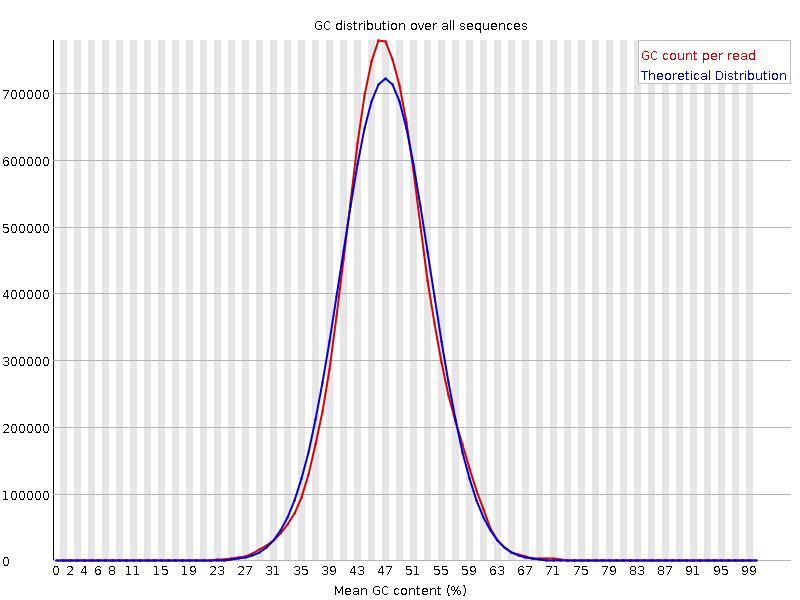 GC distribution over all sequences
GC count per read
Theoretical Distribution
700000
600000
500000
400000
300000
200000
100000
0
0 2 4 6 8 11 15 19 23 27 31 35 39 43 47 51 55 59 63 67 71 75 79 83 87 91 95 99
Mean GC content (%)